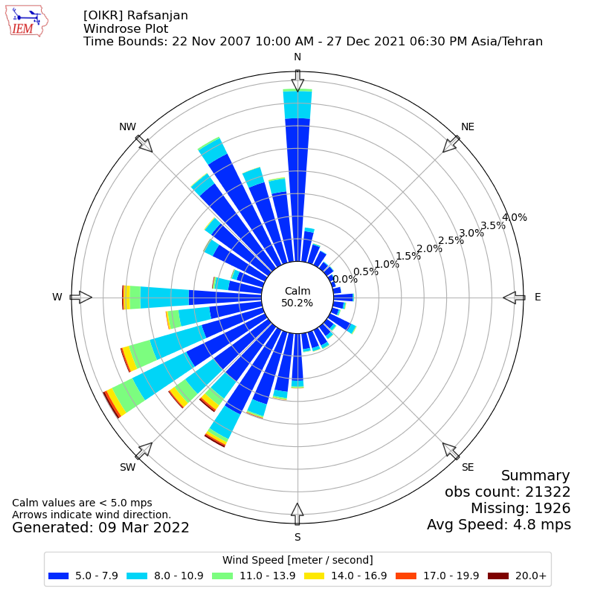 IEM
[OIKR] Rafsanjan
Windrose Plot
Time Bounds: 22 Nov 2007 10:00 AM - 27 Dec 2021 06:30 PM Asia/Tehran
N
NW
NE
4.0%
3.5%
3.0%
2.5%
2.0%
1.5%
1.0%
0.5%
0.0%
Calm
50.2%
W
E
SW
SE
S
Summary
obs count: 21322
Missing: 1926
Avg Speed: 4.8 mps
Calm values are < 5.0 mps
Arrows indicate wind direction.
Generated: 09 Mar 2022
Wind Speed [meter / second]
5.0 - 7.9 8.0 - 10.9 11.0 - 13.9 14.0 - 16.9 17.0 - 19.9 20.0+